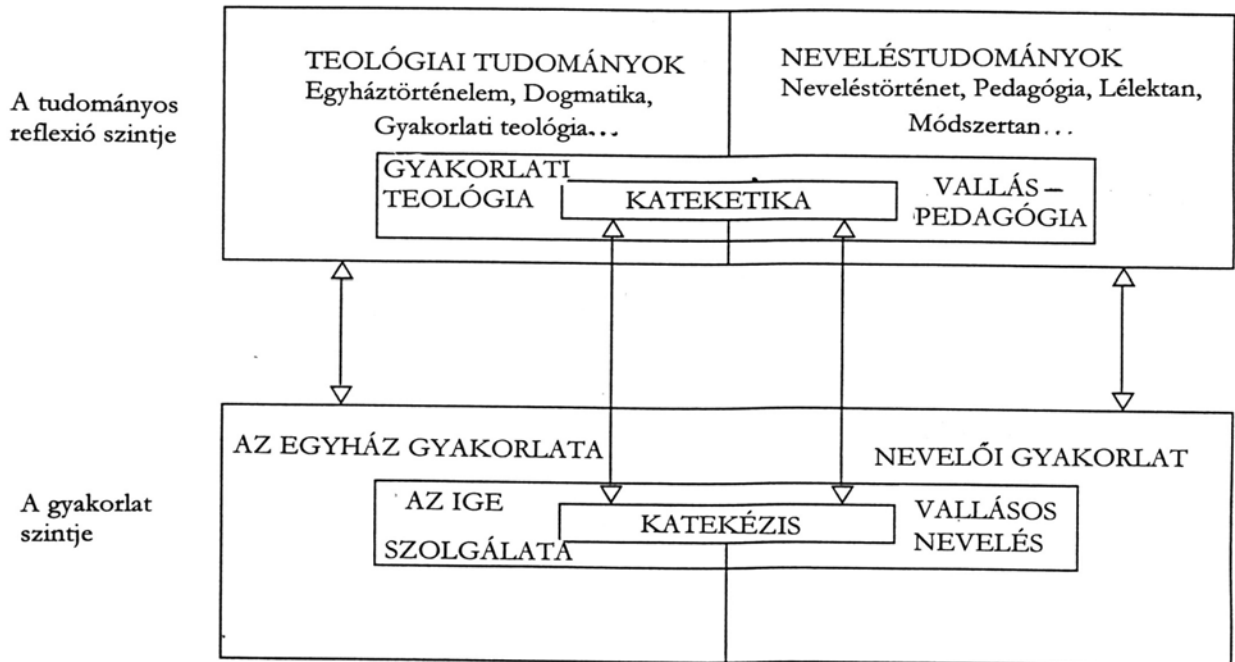 A tudományos
reflexió szintje
TEOLÓGIAI TUDOMÁNYOK
Egyháztörténelem, Dogmatika,
Gyakorlati teológia...
NEVELÉSTUDOMÁNYOK
Neveléstörténet, Pedagógia, Lélektan,
Módszertan...
GYAKORLATI
TEOLÓGIA
KATEKETIKA
VALLÁS –
PEDAGÓGIA
A gyakorlat
szintje
AZ EGYHÁZ GYAKORLATA
NEVELŐI GYAKORLAT
AZ IGE
SZOLGÁLATA
KATEKÉZIS
VALLÁSOS
NEVELÉS